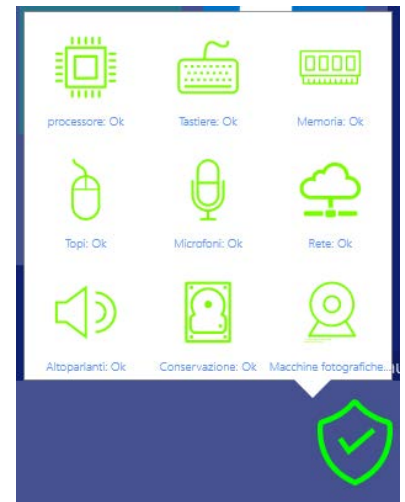 processore: Ok
Tastiere: Ok
Memoria: Ok
Topi: Ok
Microfoni: Ok
Rete: Ok
Altoparlanti: Ok
Conservazione: Ok
Macchine fotografiche...